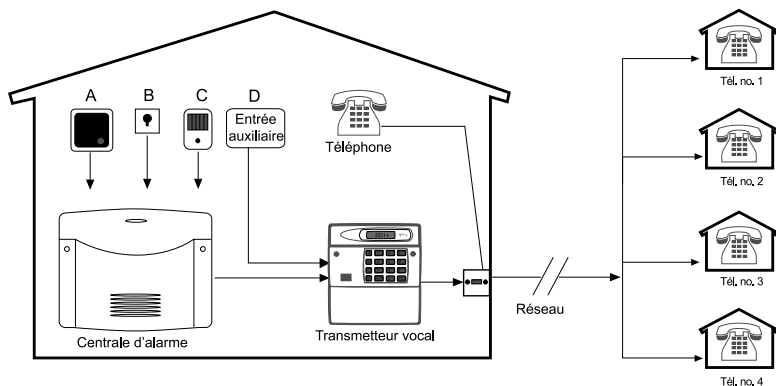 A
B
C
D
Entrée
auxiliaire
Téléphone
SD1+
Centrale d'alarme
Transmetteur vocal
Réseau
Tél. no. 1
Tél. no. 2
Tél. no. 3
Tél. no. 4